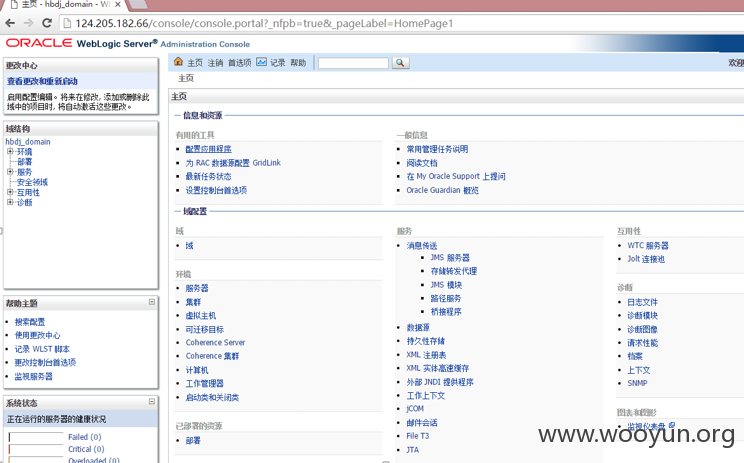 主页 - hbdj_domain - W
124.205.182.66/console/console.portal?_nfpb=true&_pageLabel=HomePage1
ORACLE WebLogic Server® Administration Console
更改中心
查看更改和重新启动
启用配置编辑。将来在修改, 添加或删除此
域中的项目时, 将自动激活这些更改。
域结构
hbdj_domain
环境
部署
服务
安全领域
互用性
诊断
帮助主题
搜索配置
使用更改中心
记录 WLST 脚本
更改控制台首选项
监视服务器
系统状态
正在运行的服务器的健康状况
Failed (0)
Critical (0)
Overloaded (0)
主页 注销 首选项 记录 帮助
欢迎
主页
主页
信息和资源
有用的工具
配置应用程序
为 RAC 数据源配置 GridLink
最新任务状态
设置控制台首选项
一般信息
常用管理任务说明
阅读文档
在 My Oracle Support 上提问
Oracle Guardian 概览
域配置
域
域
环境
服务器
集群
虚拟主机
可迁移目标
Coherence Server
Coherence 集群
计算机
工作管理器
启动类和关闭类
已部署的资源
部署
服务
消息传送
JMS 服务器
存储转发代理
JMS 模块
路径服务
桥接程序
数据源
持久性存储
XML 注册表
XML 实体高速缓存
外部 JNDI 提供程序
工作上下文
jCOM
邮件会话
File T3
JTA
互用性
WTC 服务器
Jolt 连接池
诊断
日志文件
诊断模块
诊断图像
请求性能
档案
上下文
SNMP
图表和图形
监视仪表盘
www.wooyun.org